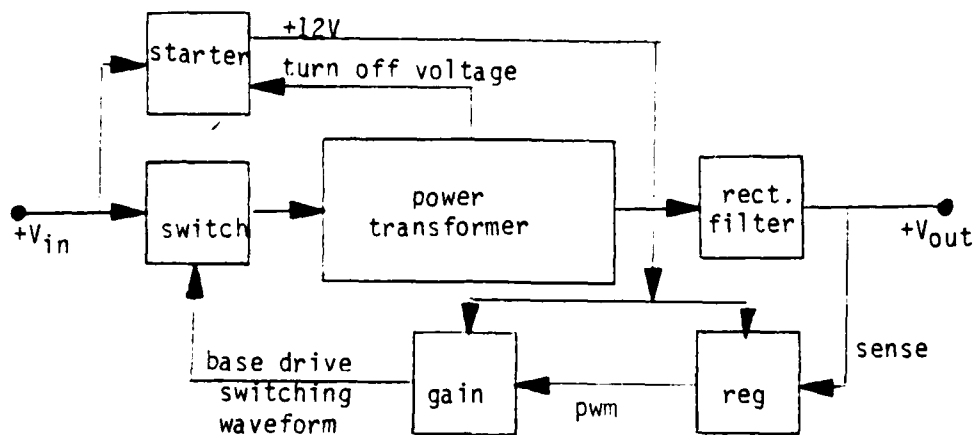 +12V
starter
turn off voltage
power
transformer
rect.
filter
switch
+Vin
+Vout
sense
base drive
switching
waveform
gain
pwm
reg